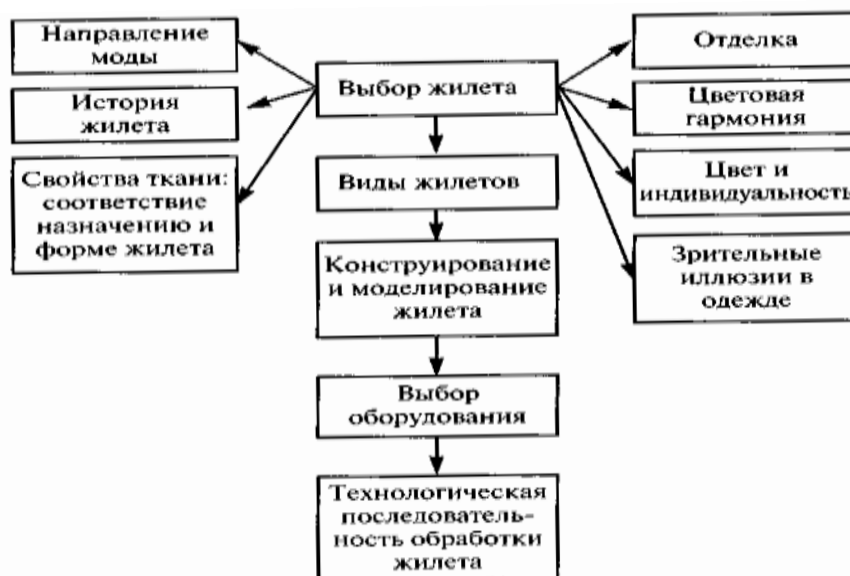 Направление
моды
История
жилета
Свойства ткани:
соответствие
назначению и
форме жилета
Выбор жилета
Виды жилетов
Конструирование
и моделирование
жилета
Выбор
оборудования
Технологическая
последователь-
ность обработки
жилета
Отделка
Цветовая
гармония
Цвет и
индивидуальность
Зрительные
иллюзии в
одежде